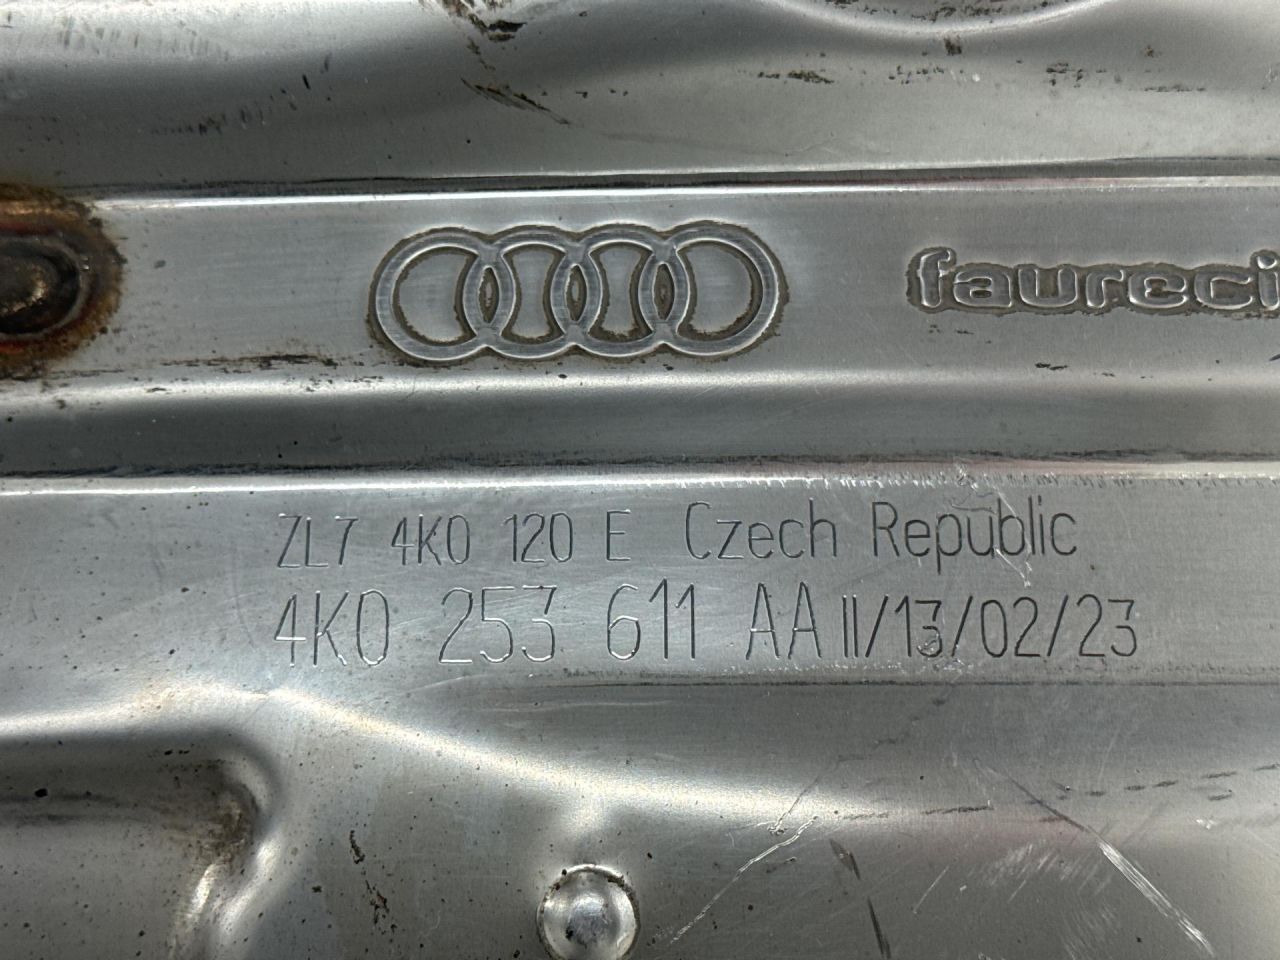 faureci
ZL7 4K0 120 E Czech Republic
4K0 253 611 AA II/13/02/23